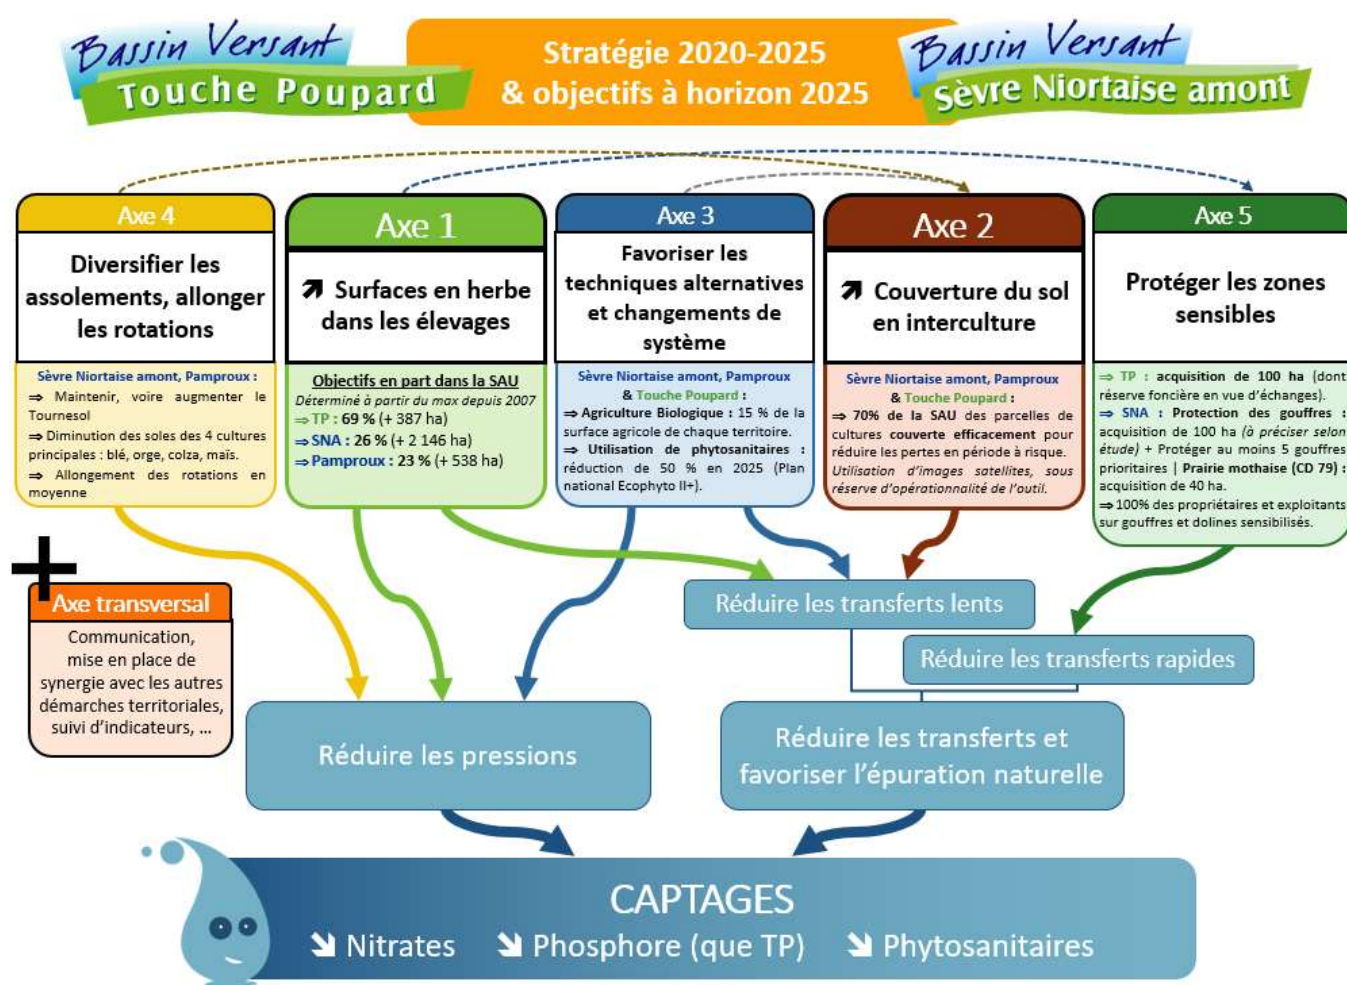 Bassin Versant
Touche Poupard
Stratégie 2020-2025
& objectifs à horizon 2025
Bassin Versant
Sèvre Niortaise amont
Axe 4
Diversifier les
assolements, allonger
les rotations
Sèvre Niortaise amont, Pamproux :
⇒ Maintenir, voire augmenter le
Tournesol
⇒ Diminution des soles des 4 cultures
principales : blé, orge, colza, maïs.
⇒ Allongement des rotations en
moyenne
Axe 1
↗ Surfaces en herbe
dans les élevages
Objectifs en part dans la SAU
Déterminé à partir du max depuis 2007
⇒ TP : 69 % (+ 387 ha)
⇒ SNA : 26 % (+ 2 146 ha)
⇒ Pamproux : 23 % (+ 538 ha)
Axe 3
Favoriser les
techniques alternatives
et changements de
système
Sèvre Niortaise amont, Pamproux
& Touche Poupard :
⇒ Agriculture Biologique : 15 % de la
surface agricole de chaque territoire.
⇒ Utilisation de phytosanitaires :
réduction de 50 % en 2025 (Plan
national Ecophyto II+).
Axe 2
↗ Couverture du sol
en interculture
Sèvre Niortaise amont, Pamproux
& Touche Poupard :
⇒ 70% de la SAU des parcelles de
cultures couverte efficacement pour
réduire les pertes en période à risque.
Utilisation d'images satellites, sous
réserve d'opérationnalité de l'outil.
Axe 5
Protéger les zones
sensibles
⇒ TP : acquisition de 100 ha (dont
réserve foncière en vue d'échanges).
⇒ SNA : Protection des gouffres :
acquisition de 100 ha (à préciser selon
étude) + Protéger au moins 5 gouffres
prioritaires | Prairie mothaise (CD 79) :
acquisition de 40 ha.
⇒ 100% des propriétaires et exploitants
sur gouffres et dolines sensibilisés.
+
Axe transversal
Communication,
mise en place de
synergie avec les autres
démarches territoriales,
suivi d'indicateurs, ...
Réduire les transferts lents
Réduire les transferts rapides
Réduire les pressions
Réduire les transferts et
favoriser l'épuration naturelle
CAPTAGES
↘ Nitrates ↘ Phosphore (que TP) ↘ Phytosanitaires